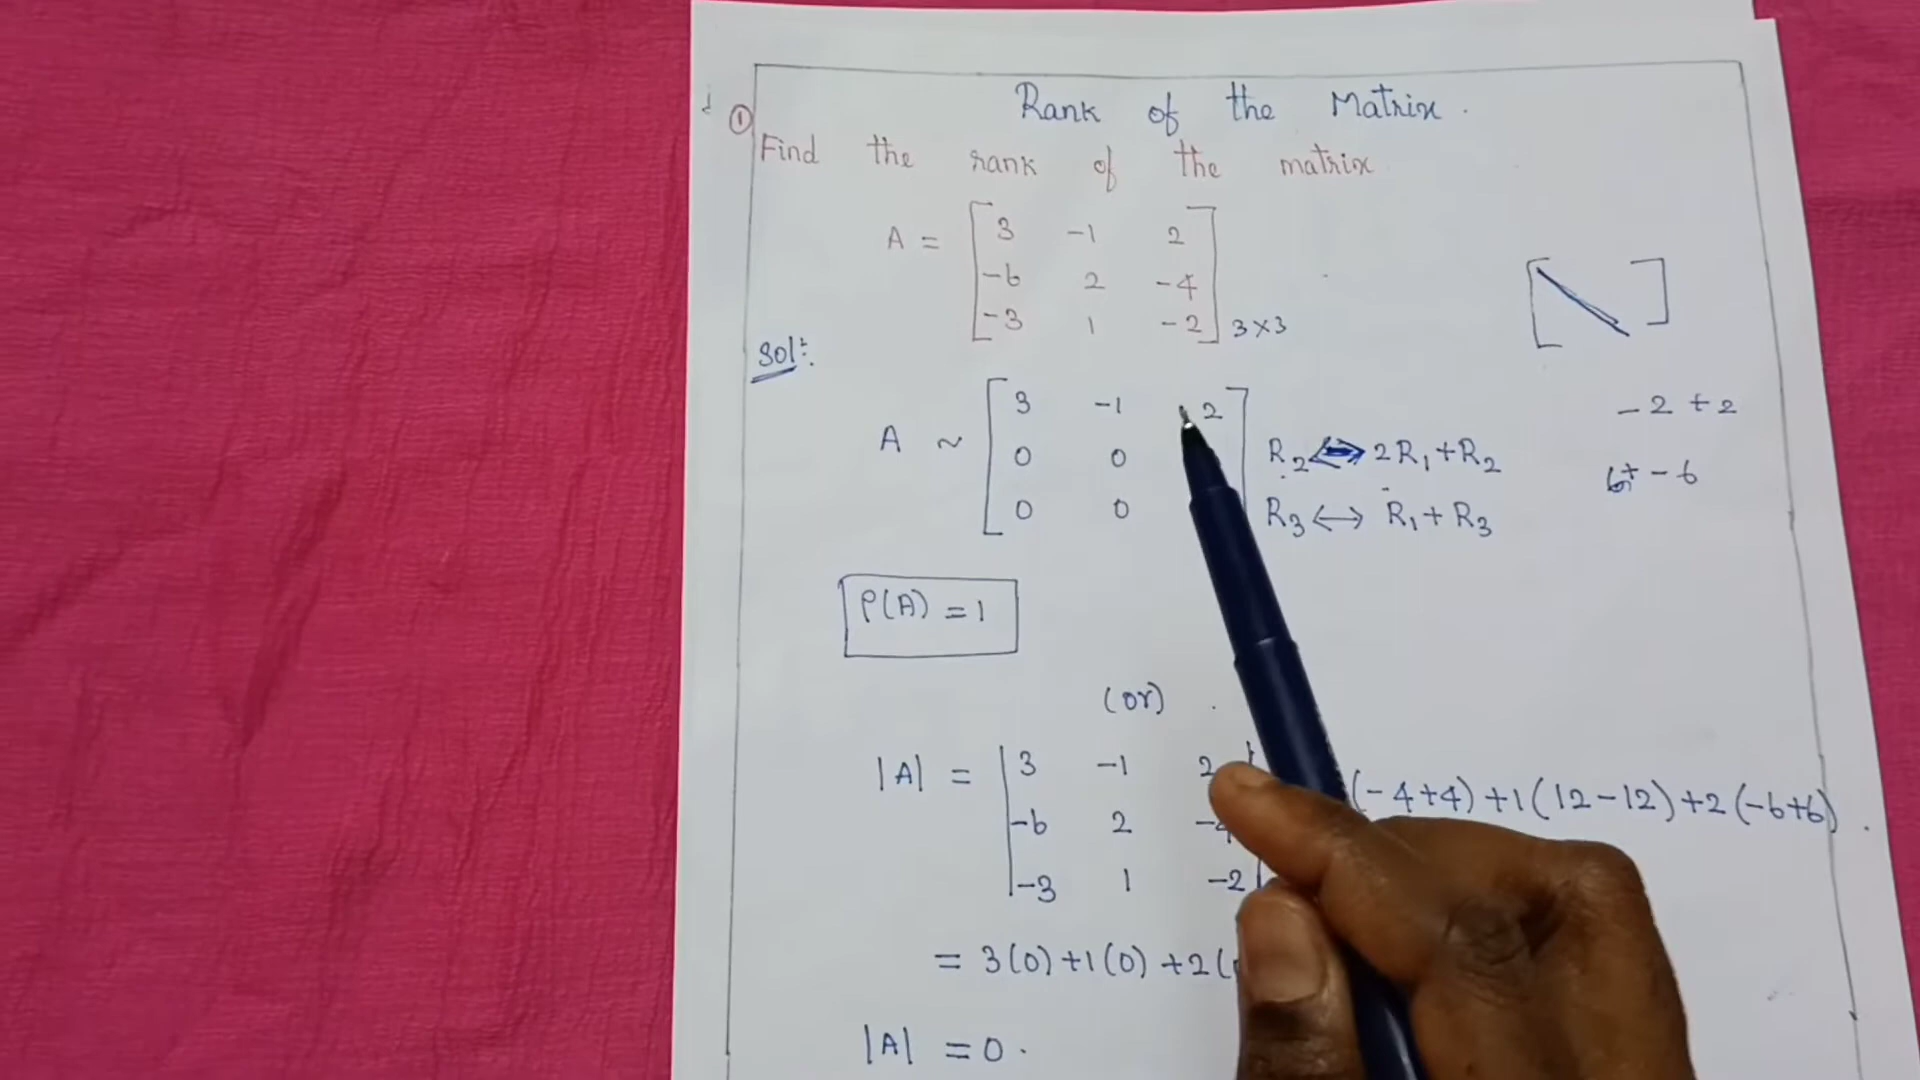 ①
Rank of the Matrix.
Find the rank of the matrix
A = [ 3 -1 2
-6 2 -4
-3 1 -2 ] 3×3
Sol:
A ~ [ 3 -1 2
0 0 ] R2 ↔ 2R1+R2
0 0 R3 ↔ R1+R3
-2+2
6+-6
ρ(A) = 1
(or)
|A| = | 3 -1 2
-6 2 -4
-3 1 -2 |
(-4+4) +1(12-12) +2(-6+6).
= 3(0)+1(0)+2(
|A| = 0.